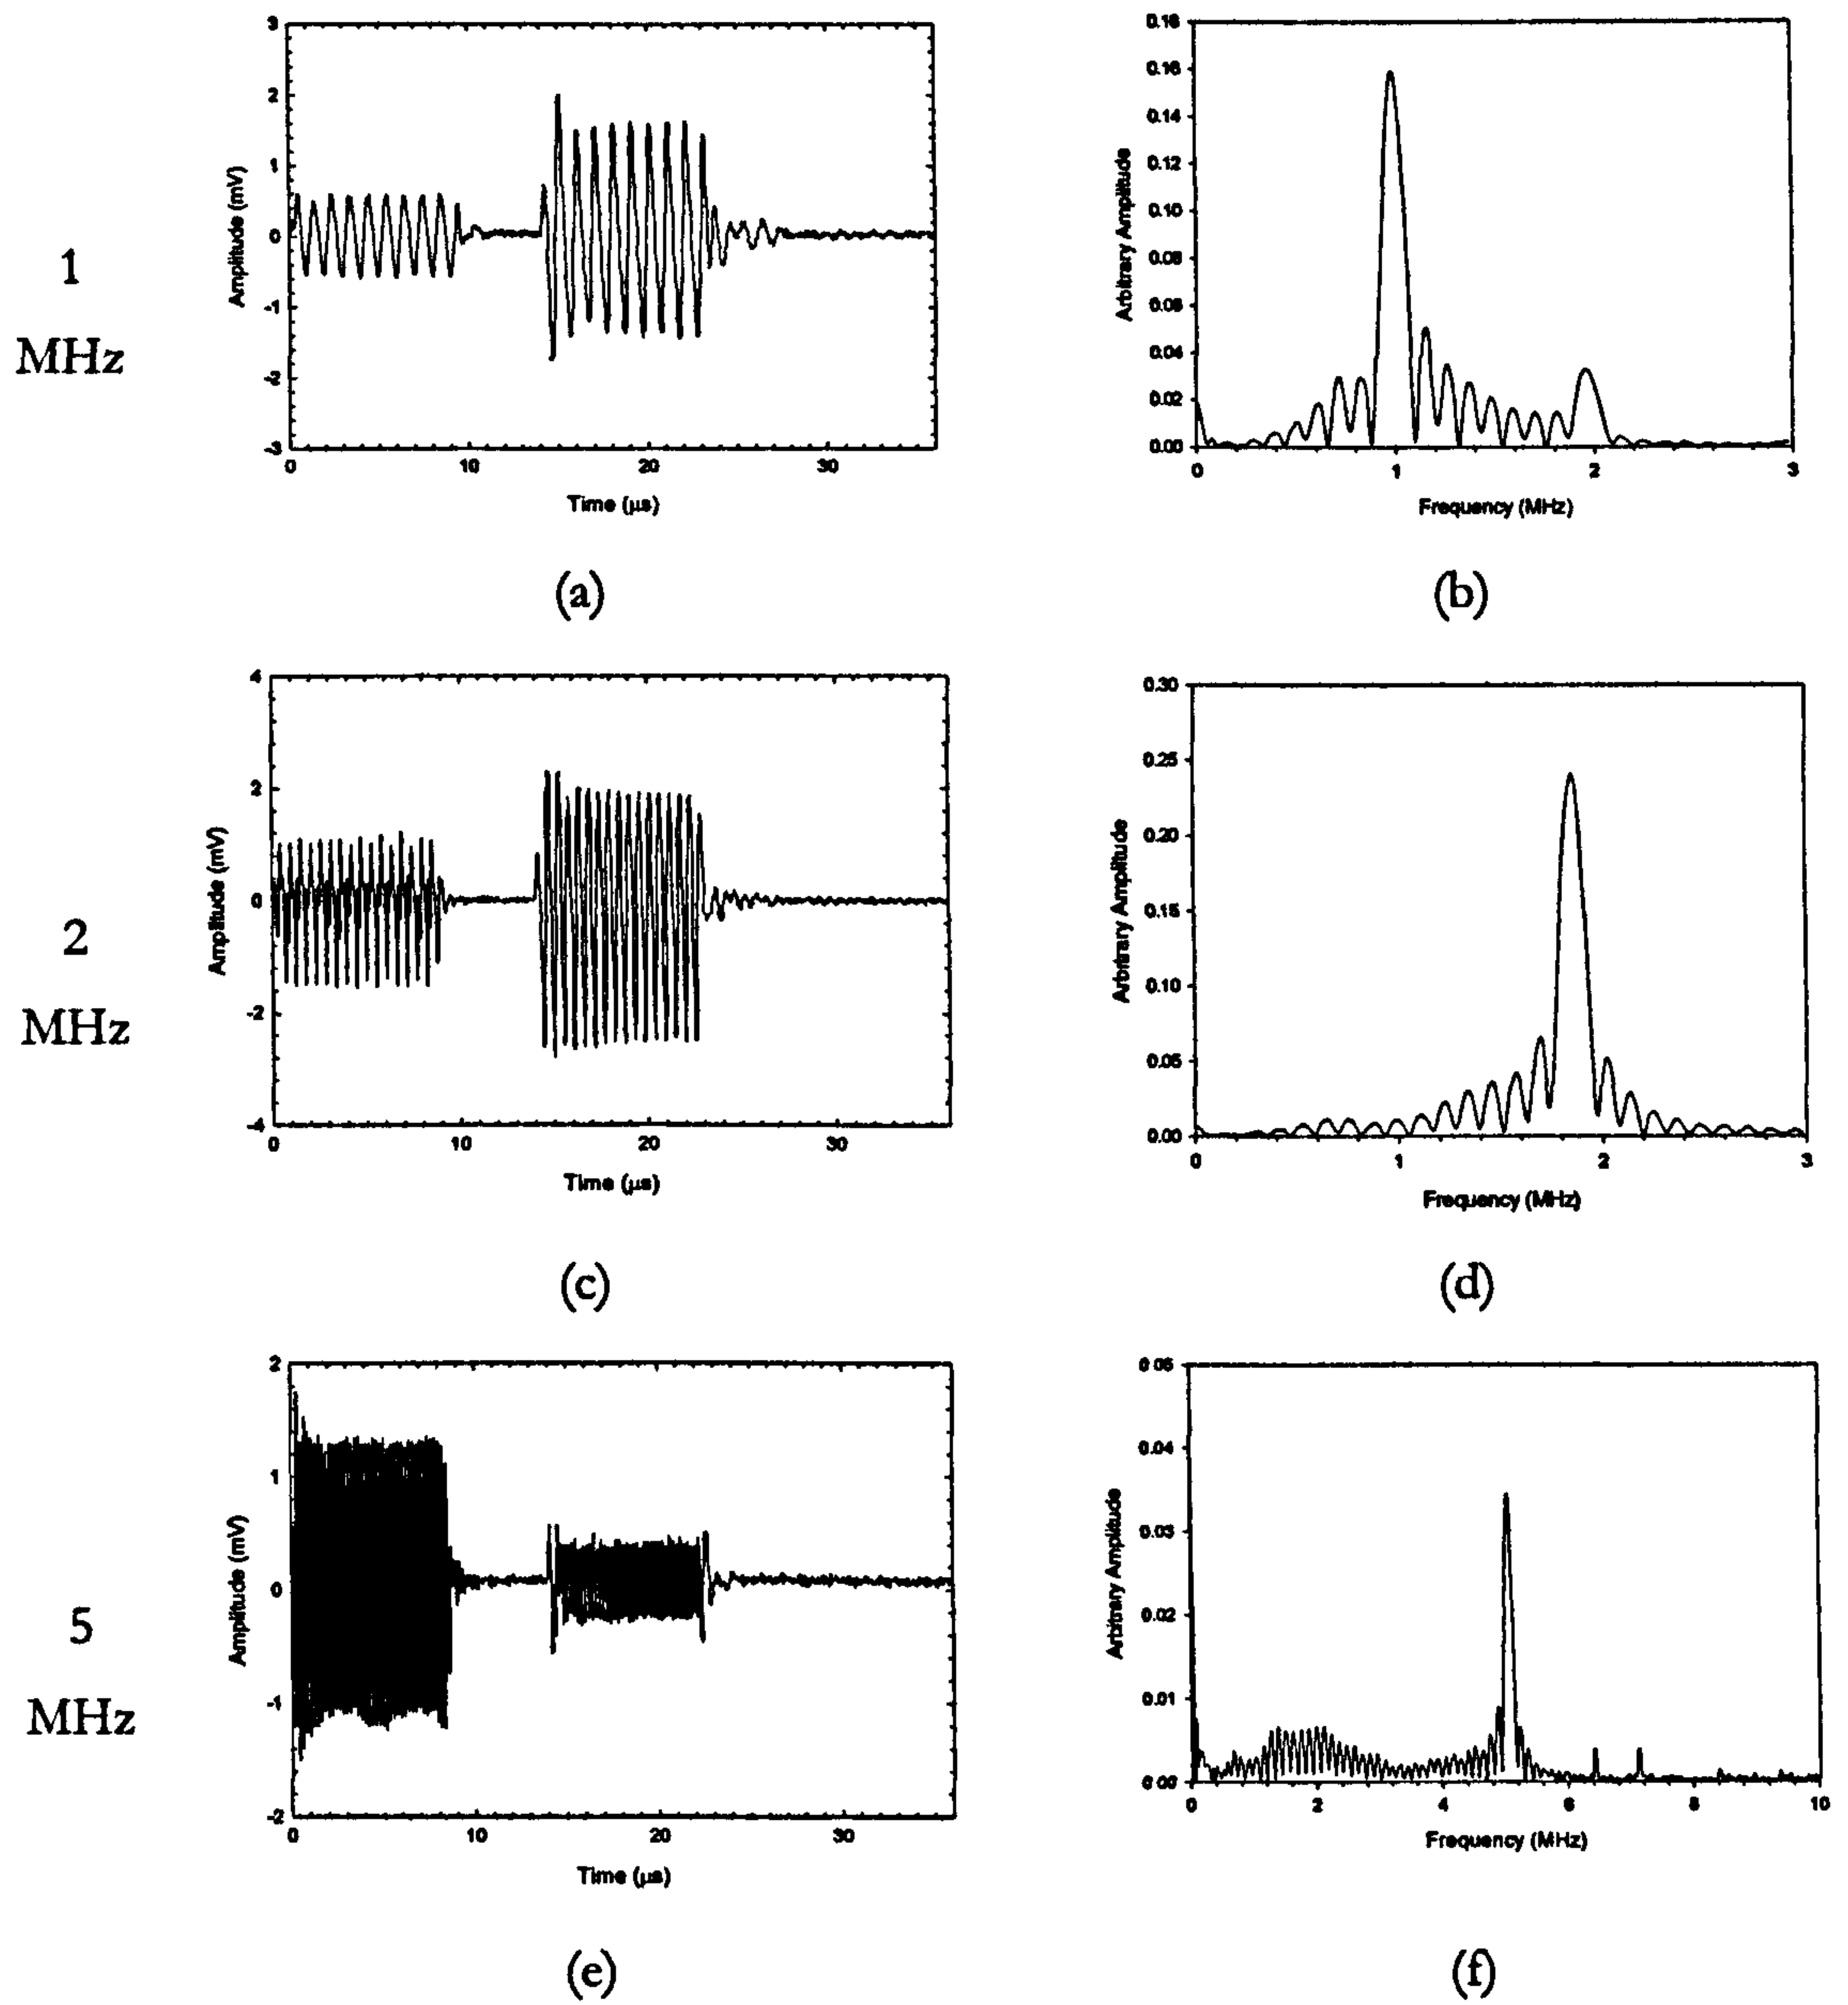 1
MHz
Amplitude (mV)
3
2
1
0
-1
-2
-3
0 10 20 30
Time (µs)
(a)
Arbitrary Amplitude
0.18
0.16
0.14
0.12
0.10
0.08
0.06
0.04
0.02
0.00
0 1 2 3
Frequency (MHz)
(b)
2
MHz
Amplitude (mV)
4
2
0
-2
-4
0 10 20 30
Time (µs)
(c)
Arbitrary Amplitude
0.30
0.25
0.20
0.15
0.10
0.05
0.00
0 1 2 3
Frequency (MHz)
(d)
5
MHz
Amplitude (mV)
2
1
0
-1
-2
0 10 20 30
Time (µs)
(e)
Arbitrary Amplitude
0.05
0.04
0.03
0.02
0.01
0.00
0 2 4 6 8 10
Frequency (MHz)
(f)